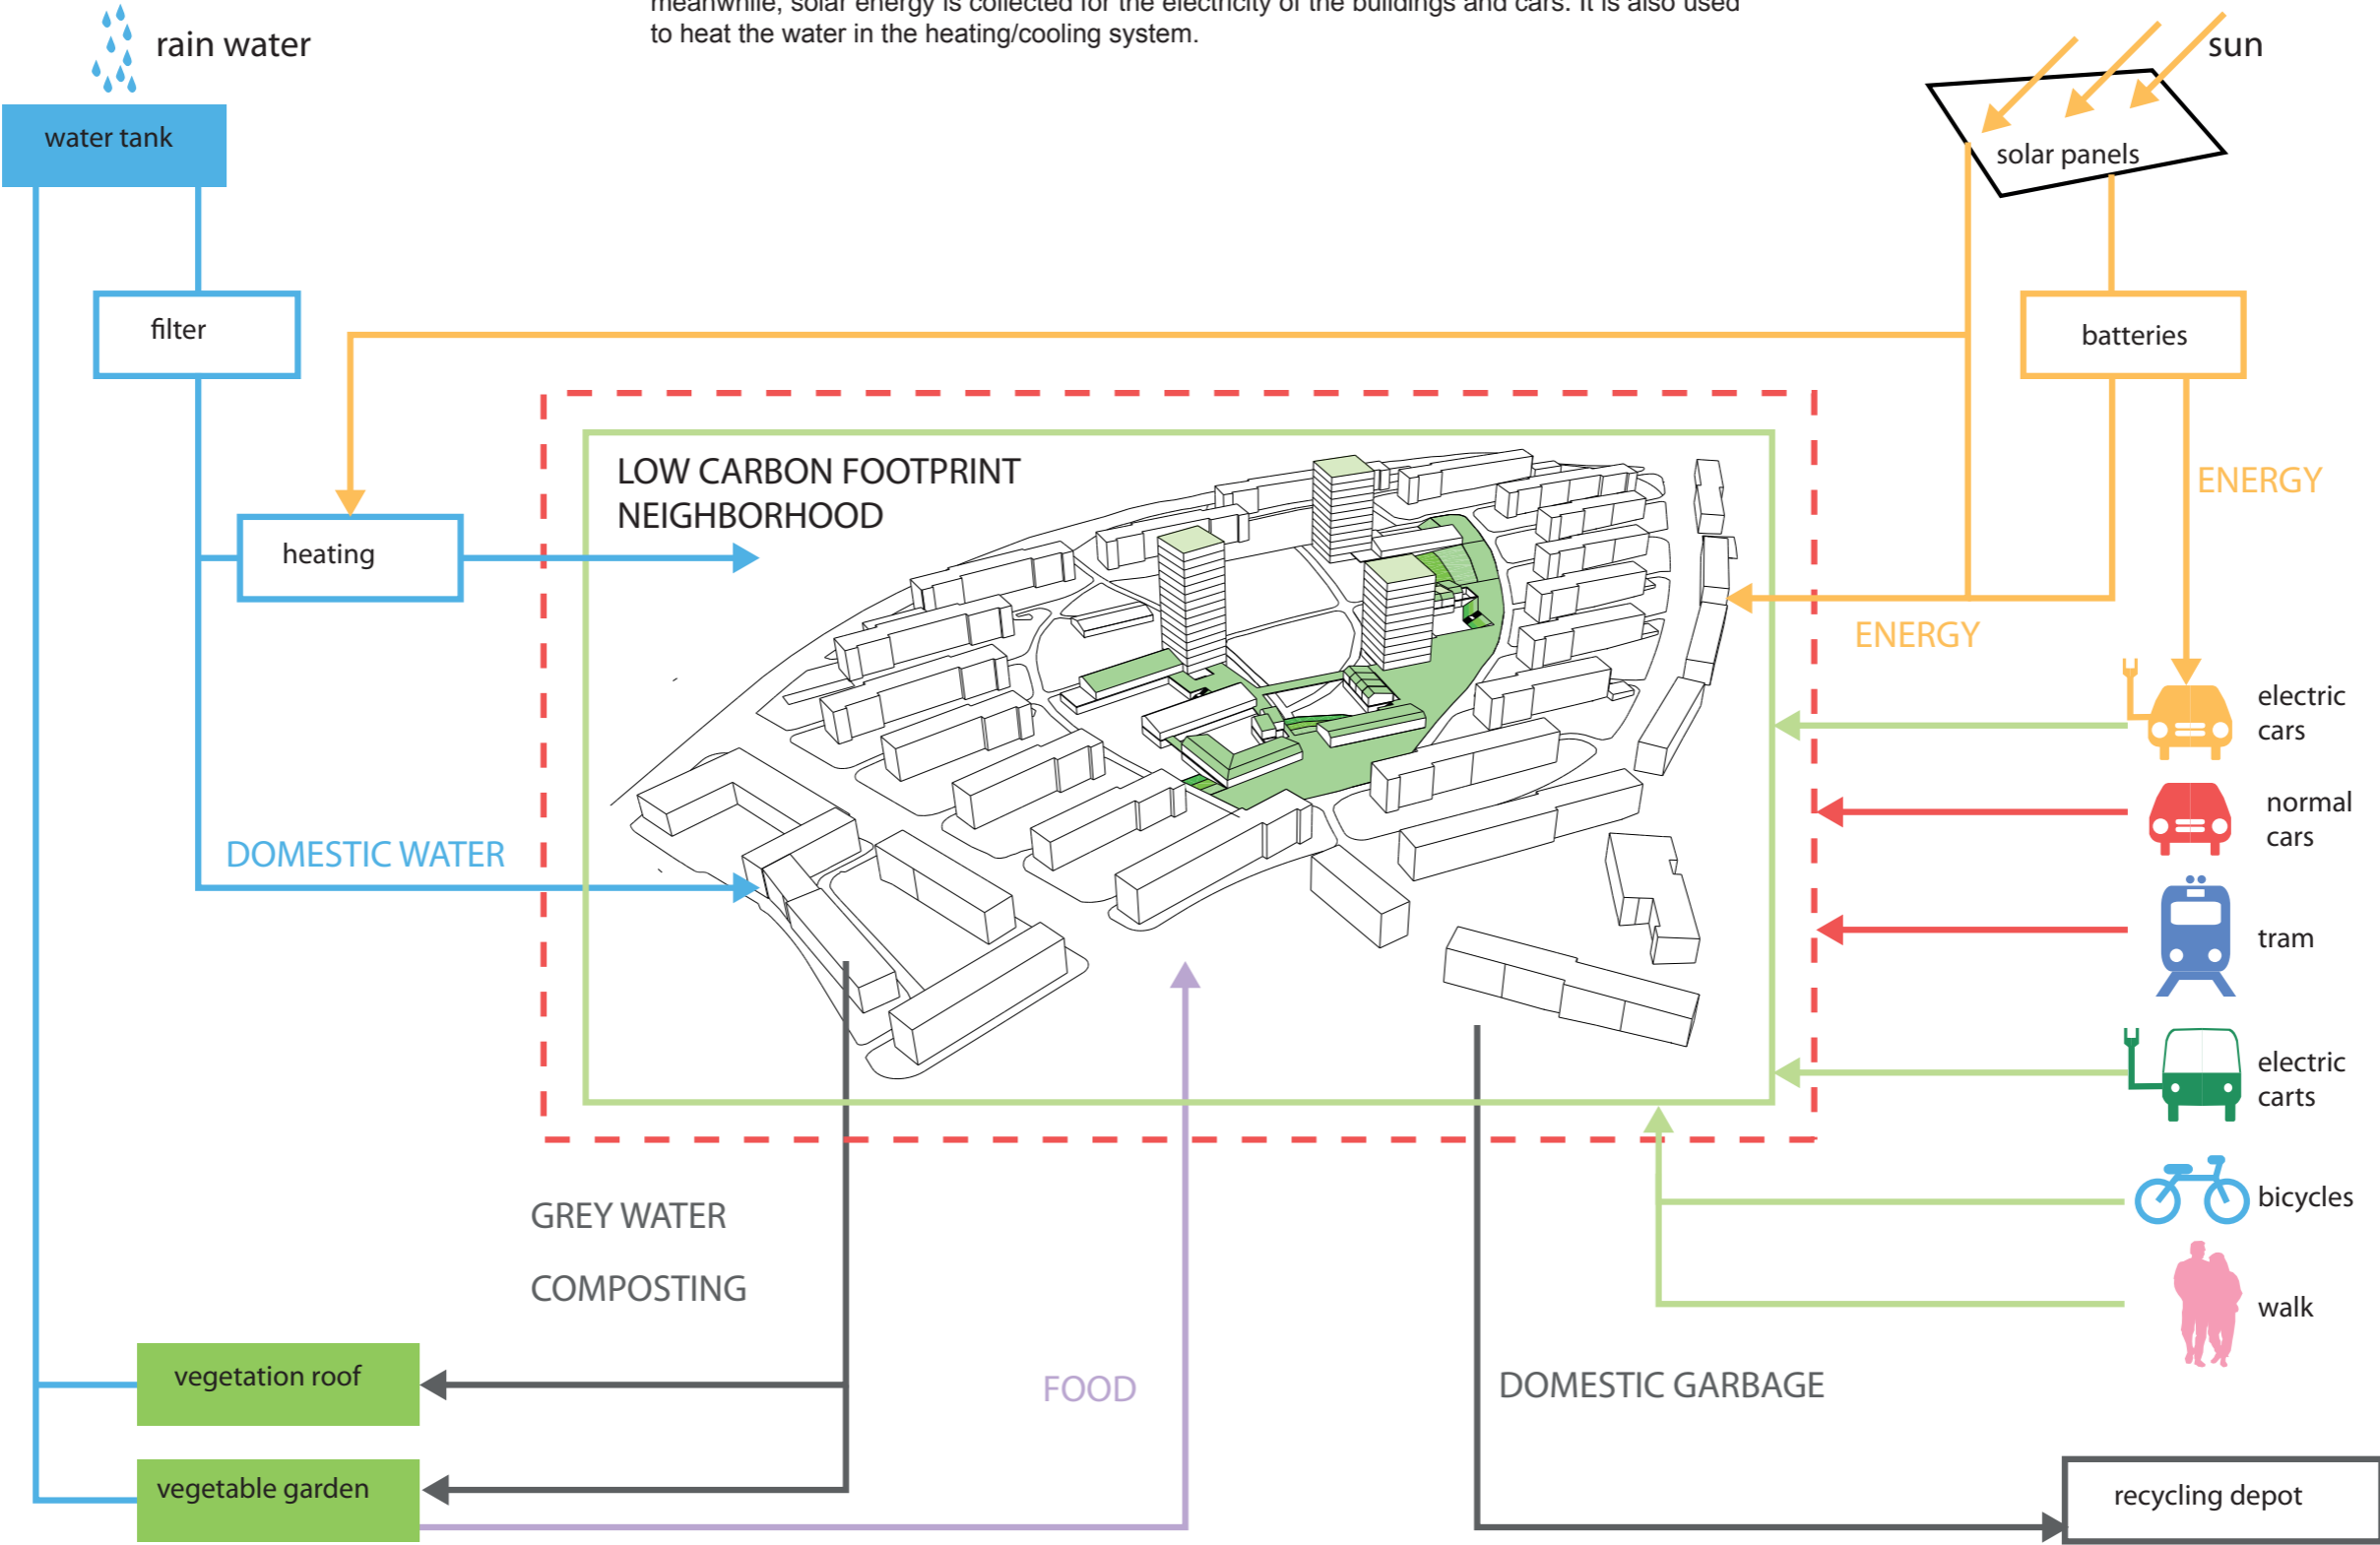 meanwhile, solar energy is collected for the electricity of the buildings and cars. It is also used
to heat the water in the heating/cooling system.
rain water
sun
water tank
solar panels
filter
batteries
LOW CARBON FOOTPRINT
NEIGHBORHOOD
ENERGY
heating
ENERGY
electric
cars
normal
cars
DOMESTIC WATER
tram
electric
carts
bicycles
GREY WATER
COMPOSTING
walk
vegetation roof
FOOD
DOMESTIC GARBAGE
vegetable garden
recycling depot